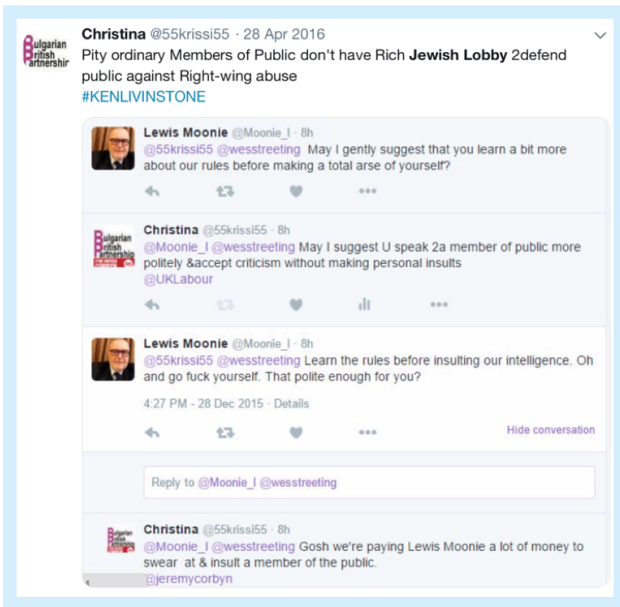 Christina @55krissi55 · 28 Apr 2016
Bulgarian
British
Partnership
Pity ordinary Members of Public don't have Rich Jewish Lobby 2defend
public against Right-wing abuse
#KENLIVINSTONE
Lewis Moonie @Moonie_l · 8h
@55krissi55 @wesstreeting May I gently suggest that you learn a bit more
about our rules before making a total arse of yourself?
Christina @55krissi55 · 8h
Bulgarian
British
Partnership
@Moonie_l @wesstreeting May I suggest U speak 2a member of public more
politely &accept criticism without making personal insults
@UKLabour
Lewis Moonie @Moonie_l · 8h
@55krissi55 @wesstreeting Learn the rules before insulting our intelligence. Oh
and go fuck yourself. That polite enough for you?
4:27 PM - 28 Dec 2015 · Details
Hide conversation
Reply to @Moonie_l @wesstreeting
Christina @55krissi55 · 8h
Bulgarian
British
Partnership
@Moonie_l @wesstreeting Gosh we're paying Lewis Moonie a lot of money to
swear at & insult a member of the public.
@jeremycorbyn